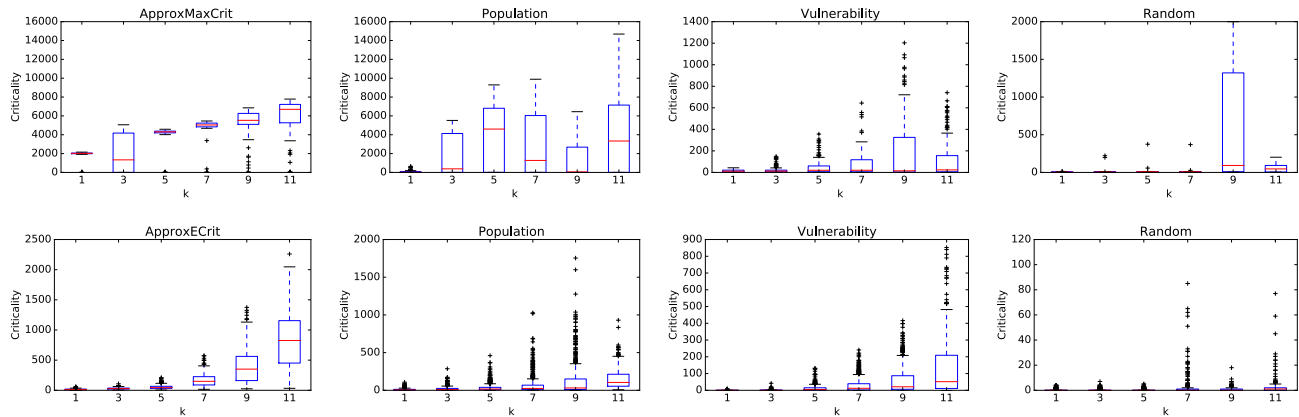 ApproxMaxCrit
Criticality
16000
14000
12000
10000
8000
6000
4000
2000
0
1 3 5 7 9 11
k
Population
Criticality
16000
14000
12000
10000
8000
6000
4000
2000
0
1 3 5 7 9 11
k
Vulnerability
Criticality
1400
1200
1000
800
600
400
200
0
1 3 5 7 9 11
k
Random
Criticality
2000
1500
1000
500
0
1 3 5 7 9 11
k
ApproxECrit
Criticality
2500
2000
1500
1000
500
0
1 3 5 7 9 11
k
Population
Criticality
2000
1500
1000
500
0
1 3 5 7 9 11
k
Vulnerability
Criticality
900
800
700
600
500
400
300
200
100
0
1 3 5 7 9 11
k
Random
Criticality
120
100
80
60
40
20
0
1 3 5 7 9 11
k